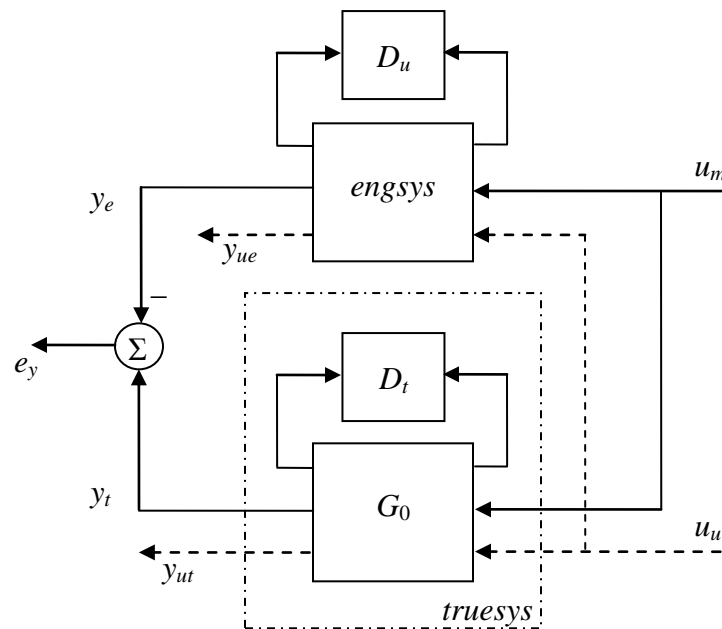 D_u
u_m
engsys
y_e
y_ue
–
Σ
e_y
D_t
y_t
G_0
u_u
y_ut
truesys